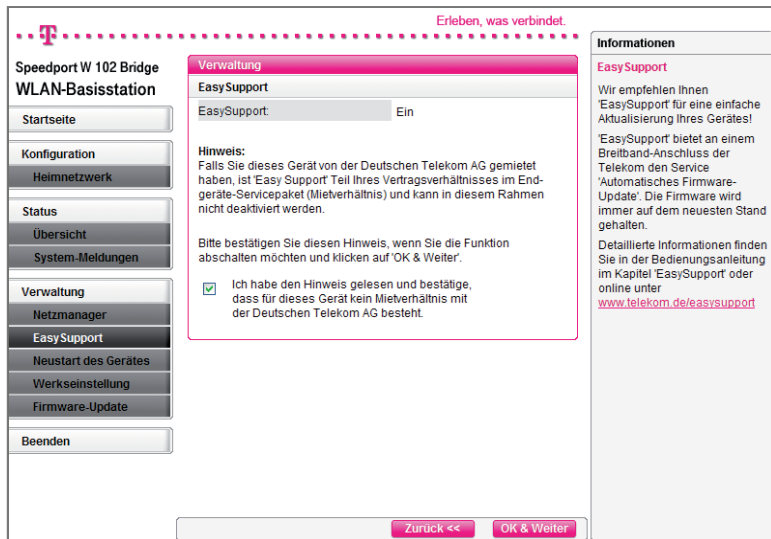 Erleben, was verbindet.
T
Speedport W 102 Bridge
WLAN-Basisstation
Startseite
Konfiguration
Heimnetzwerk
Status
Übersicht
System-Meldungen
Verwaltung
Netzmanager
EasySupport
Neustart des Gerätes
Werkseinstellung
Firmware-Update
Beenden
Verwaltung
EasySupport
EasySupport: Ein
Hinweis:
Falls Sie dieses Gerät von der Deutschen Telekom AG gemietet
haben, ist 'Easy Support' Teil Ihres Vertragsverhältnisses im End-
geräte-Servicepaket (Mietverhältnis) und kann in diesem Rahmen
nicht deaktiviert werden.
Bitte bestätigen Sie diesen Hinweis, wenn Sie die Funktion
abschalten möchten und klicken auf 'OK & Weiter'.
Ich habe den Hinweis gelesen und bestätige,
dass für dieses Gerät kein Mietverhältnis mit
der Deutschen Telekom AG besteht.
Zurück << OK & Weiter
Informationen
EasySupport
Wir empfehlen Ihnen
'EasySupport' für eine einfache
Aktualisierung Ihres Gerätes!
'EasySupport' bietet an einem
Breitband-Anschluss der
Telekom den Service
'Automatisches Firmware-
Update'. Die Firmware wird
immer auf dem neuesten Stand
gehalten.
Detaillierte Informationen finden
Sie in der Bedienungsanleitung
im Kapitel 'EasySupport' oder
online unter
www.telekom.de/easysupport